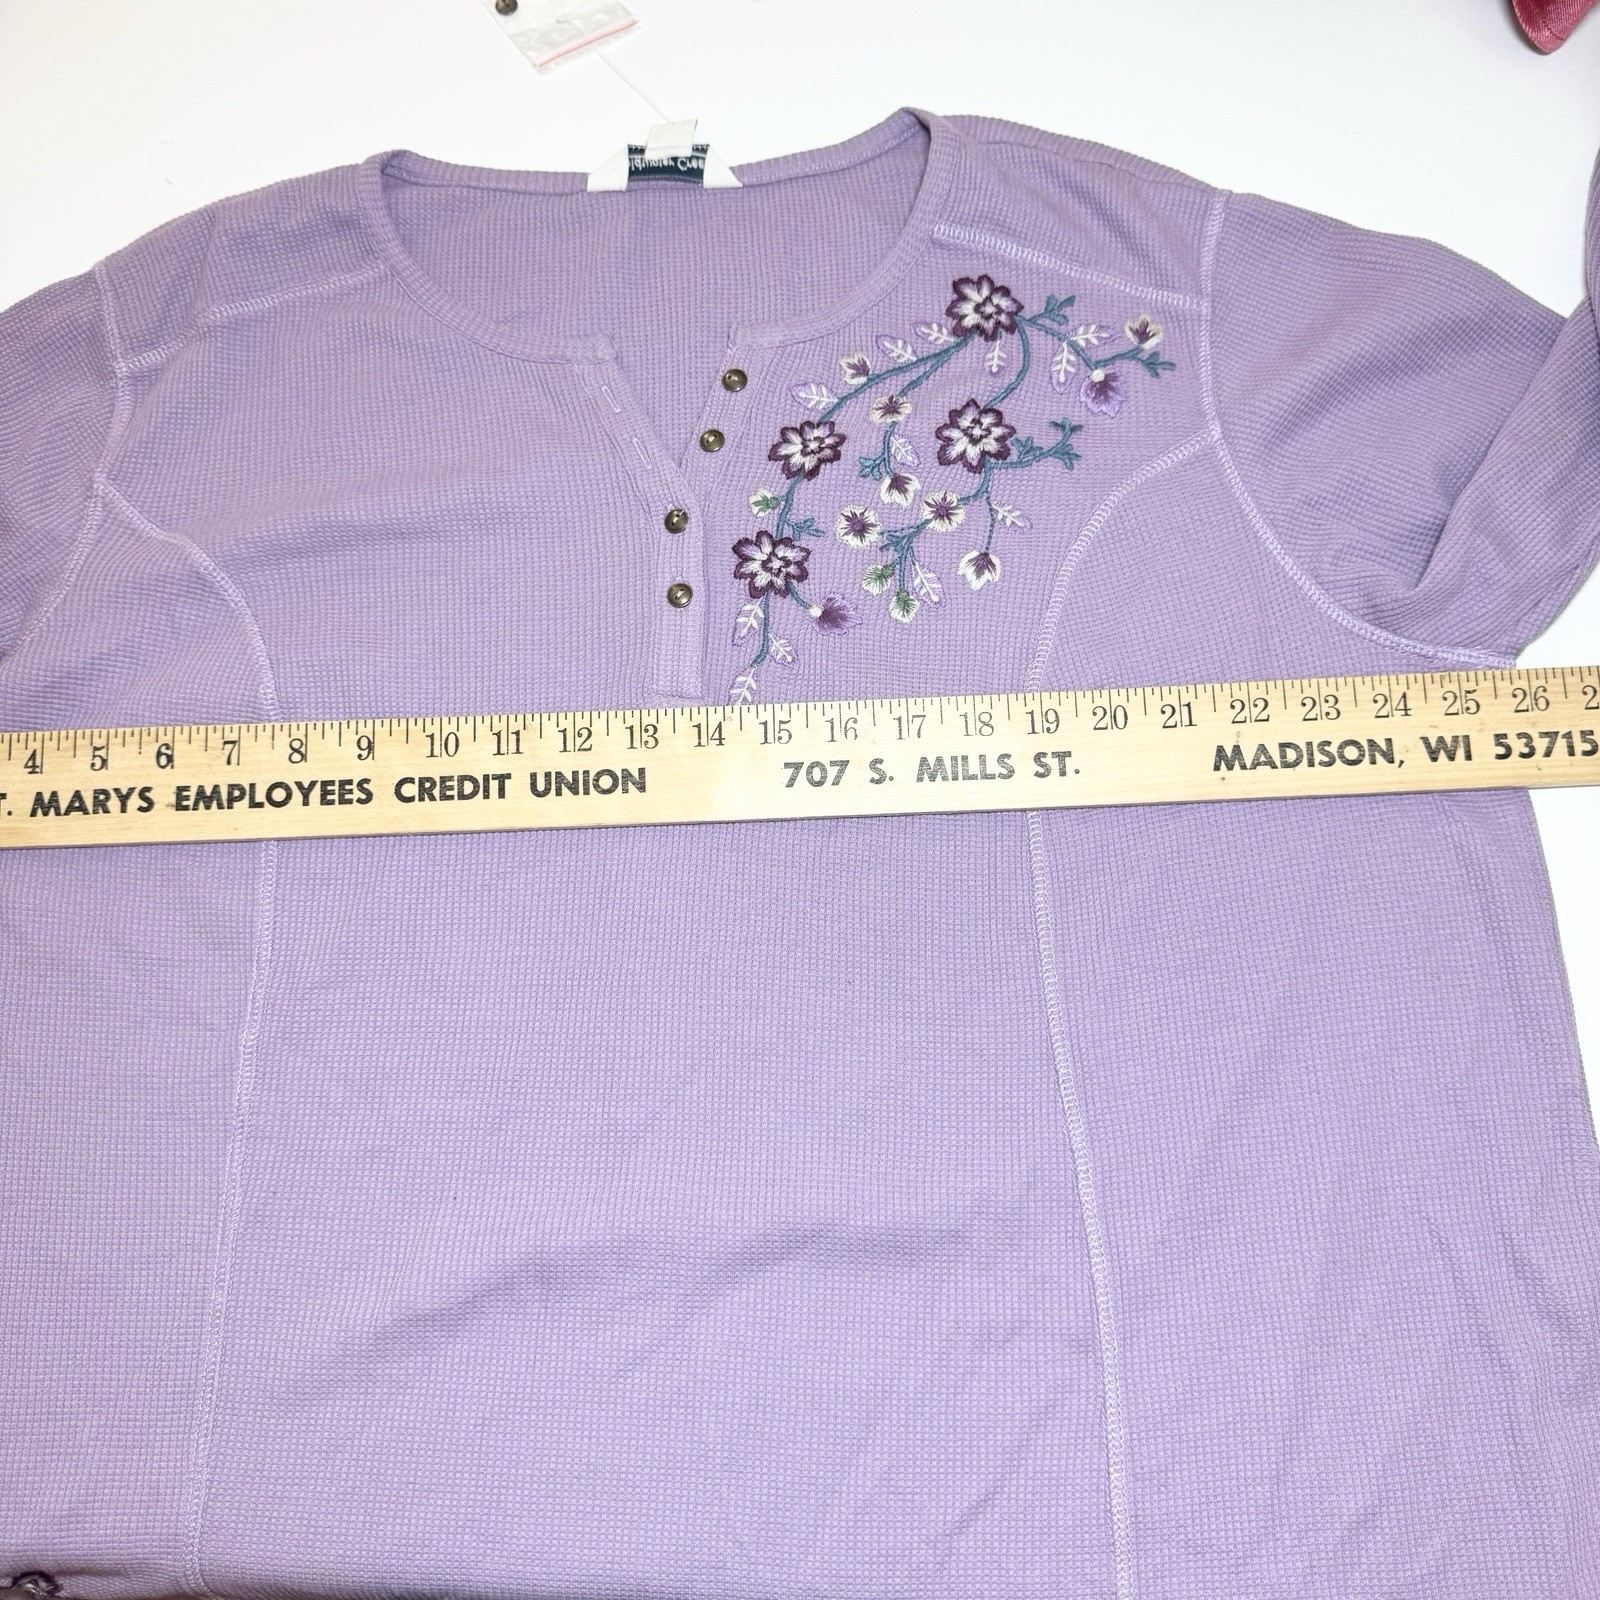 4 5 6 7 8 9 10 11 12 13 14 15 16 17 18 19 20 21 22 23 24 25 26 2
T. MARYS EMPLOYEES CREDIT UNION 707 S. MILLS ST. MADISON, WI 53715